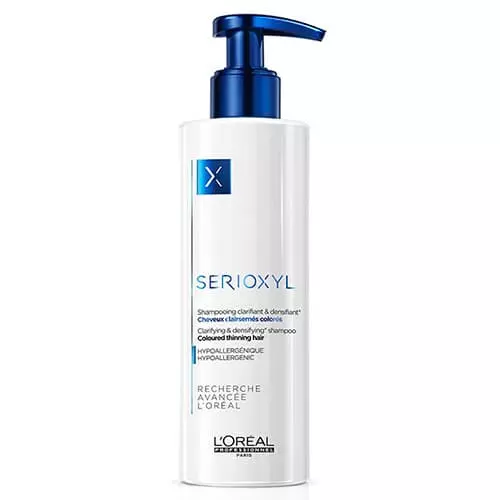 X
SERIOXYL
Shampooing clarifiant & densifiant*
Cheveux clairsemés colorés
Clarifying & densifying* shampoo
Coloured thinning hair
HYPOALLERGÉNIQUE
HYPOALLERGENIC
RECHERCHE
AVANCÉE
L'ORÉAL
L'ORÉAL
PROFESSIONNEL
PARIS